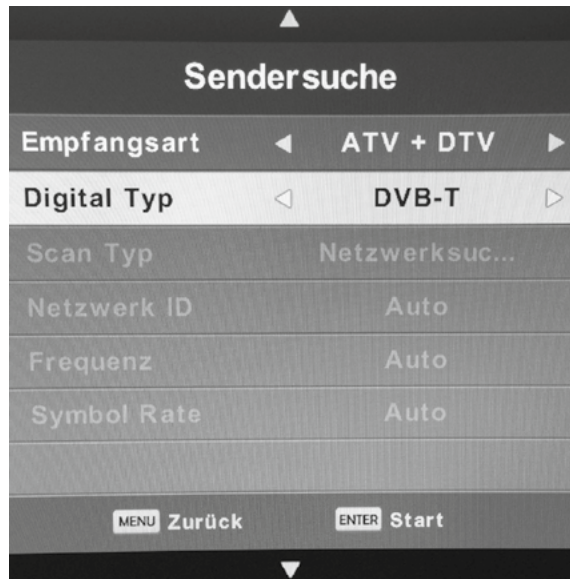 Sendersuche
Empfangsart ATV + DTV
Digital Typ DVB-T
Scan Typ Netzwerksuc...
Netzwerk ID Auto
Frequenz Auto
Symbol Rate Auto
MENU Zurück ENTER Start